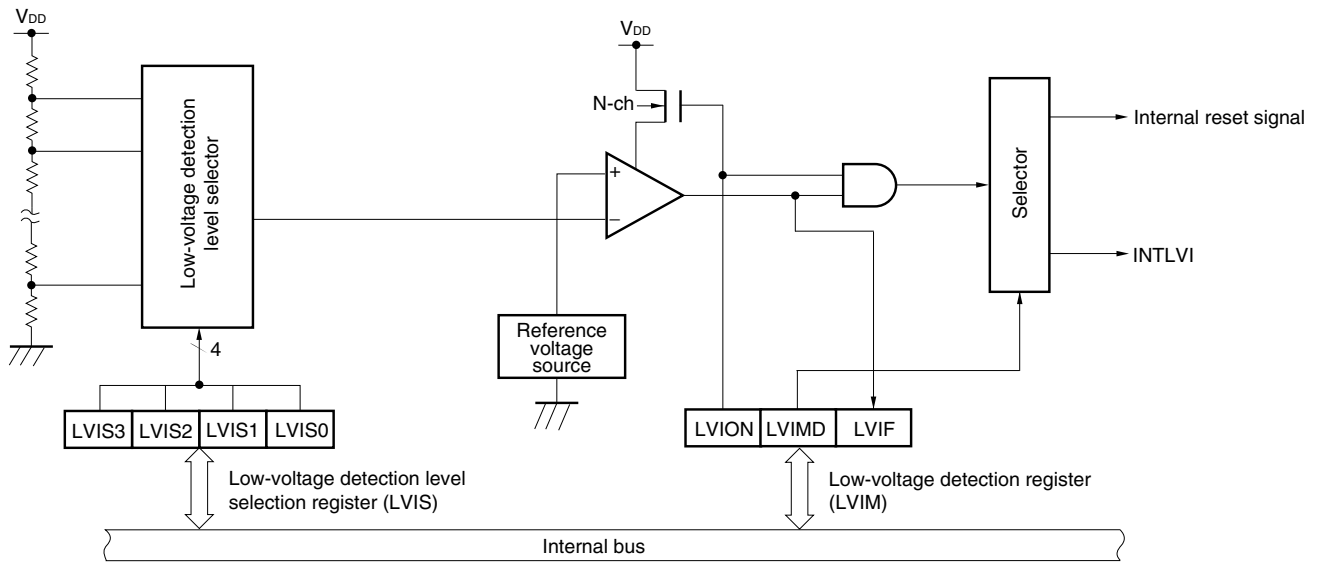 VDD
Low-voltage detection
level selector
4
LVIS3 LVIS2 LVIS1 LVIS0
Low-voltage detection level
selection register (LVIS)
VDD
N-ch
+
−
Reference
voltage
source
Selector
Internal reset signal
INTLVI
LVION LVIMD LVIF
Low-voltage detection register
(LVIM)
Internal bus